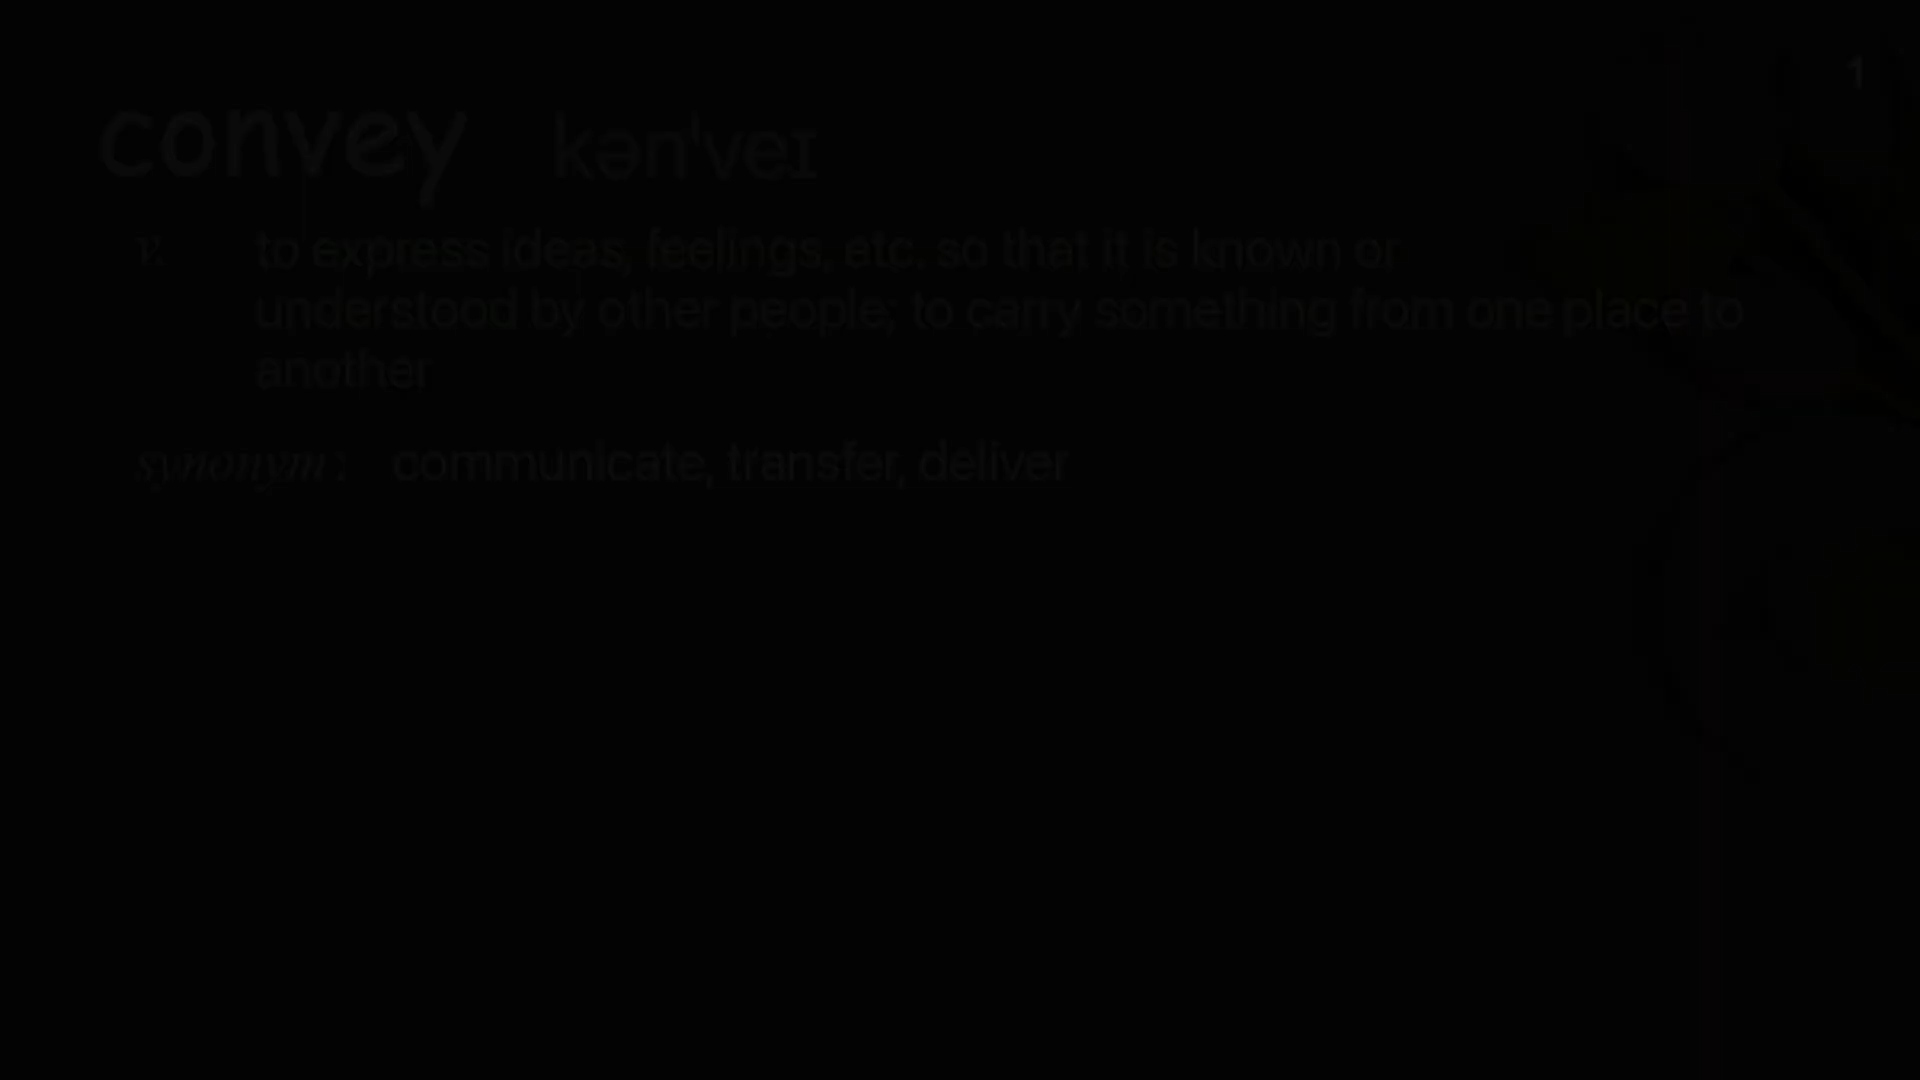 1
convey kən'veɪ
v. to express ideas, feelings, etc. so that it is known or
understood by other people; to carry something from one place to
another
synonym : communicate, transfer, deliver